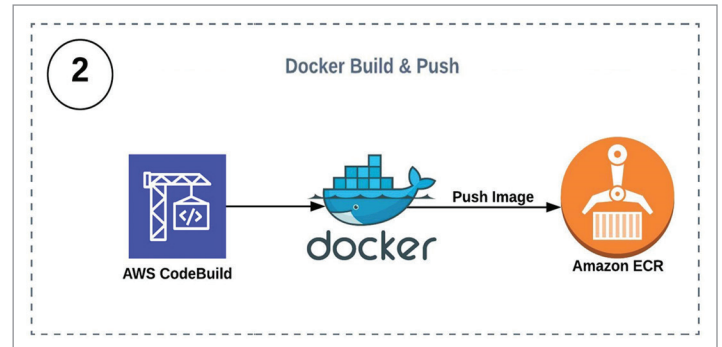 2
Docker Build & Push
</>
Push Image
docker
AWS CodeBuild
Amazon ECR